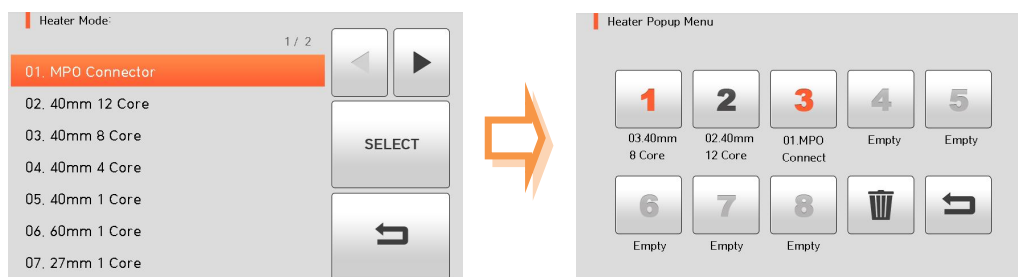 Heater Mode:
1 / 2
01. MPO Connector
02. 40mm 12 Core
03. 40mm 8 Core
04. 40mm 4 Core
05. 40mm 1 Core
06. 60mm 1 Core
07. 27mm 1 Core
SELECT
Heater Popup Menu
1 2 3 4 5
03.40mm
8 Core
02.40mm
12 Core
01.MPO
Connect
Empty
Empty
6 7 8
Empty
Empty
Empty